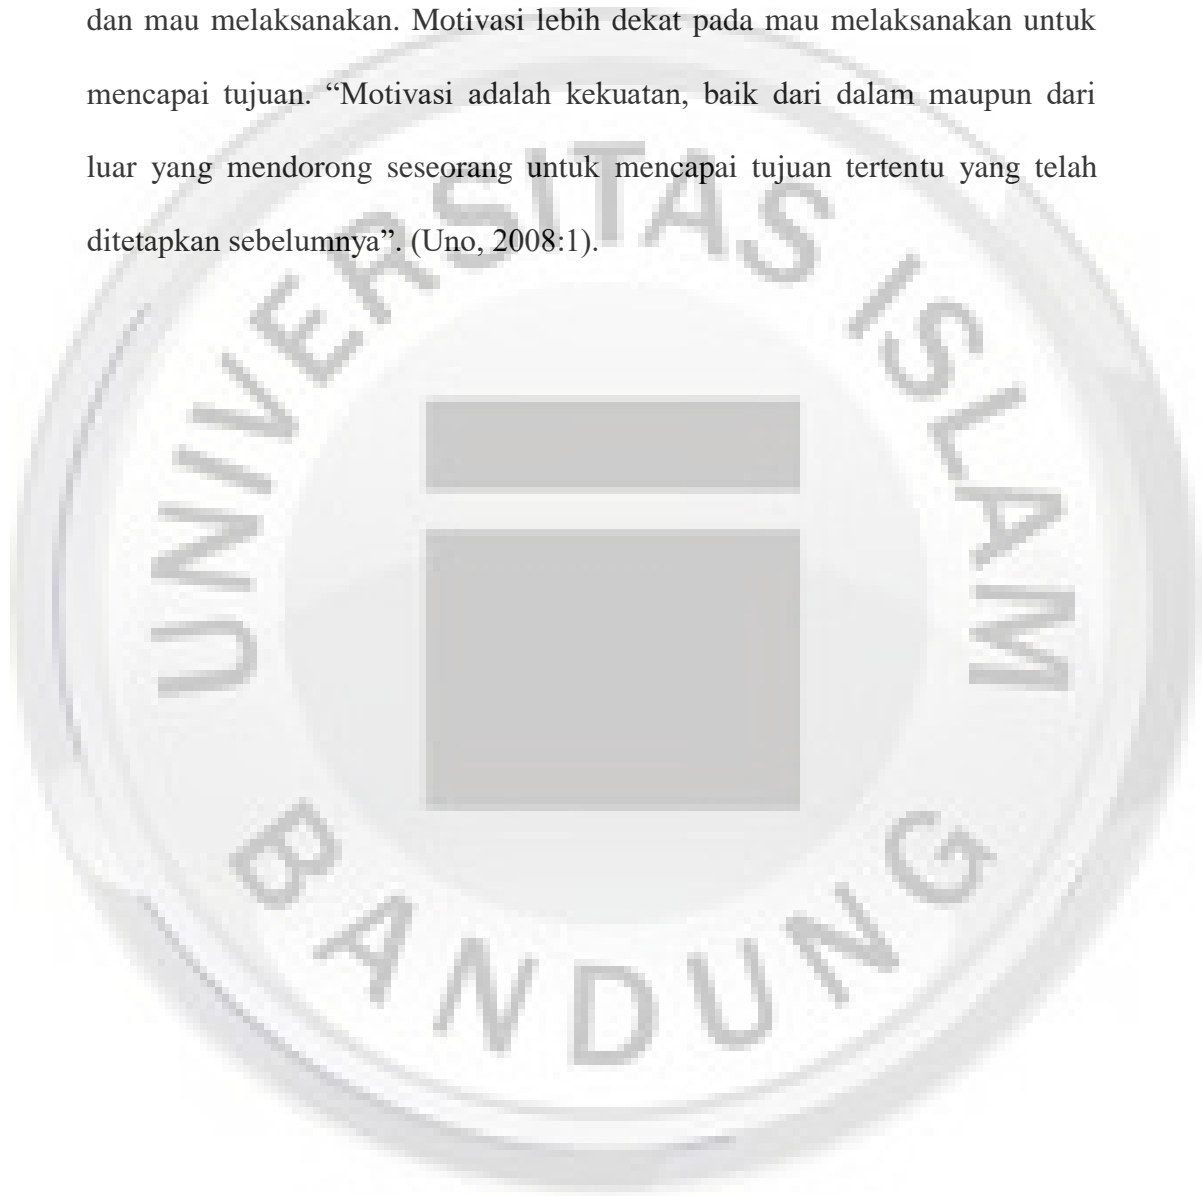 dan mau melaksanakan. Motivasi lebih dekat pada mau melaksanakan untuk
mencapai tujuan. “Motivasi adalah kekuatan, baik dari dalam maupun dari
luar yang mendorong seseorang untuk mencapai tujuan tertentu yang telah
ditetapkan sebelumnya”. (Uno, 2008:1).
UNIVERSITAS ISLAM
BANDUNG